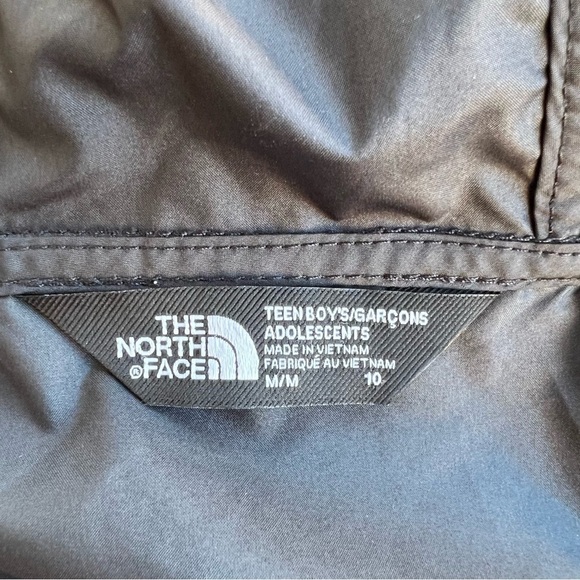 THE
NORTH
®FACE
TEEN BOY'S/GARÇONS
ADOLESCENTS
MADE IN VIETNAM
FABRIQUÉ AU VIETNAM
M/M 10